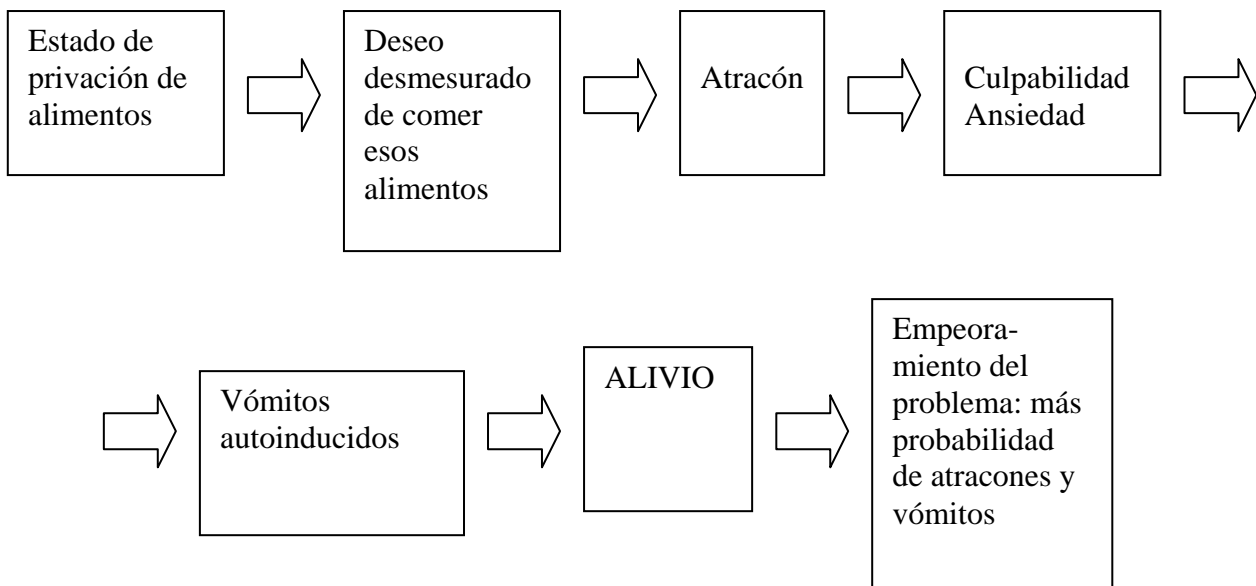 Estado de
privación de
alimentos
Deseo
desmesurado
de comer
esos
alimentos
Atracón
Culpabilidad
Ansiedad
Vómitos
autoinducidos
ALIVIO
Empeora-
miento del
problema: más
probabilidad
de atracones y
vómitos